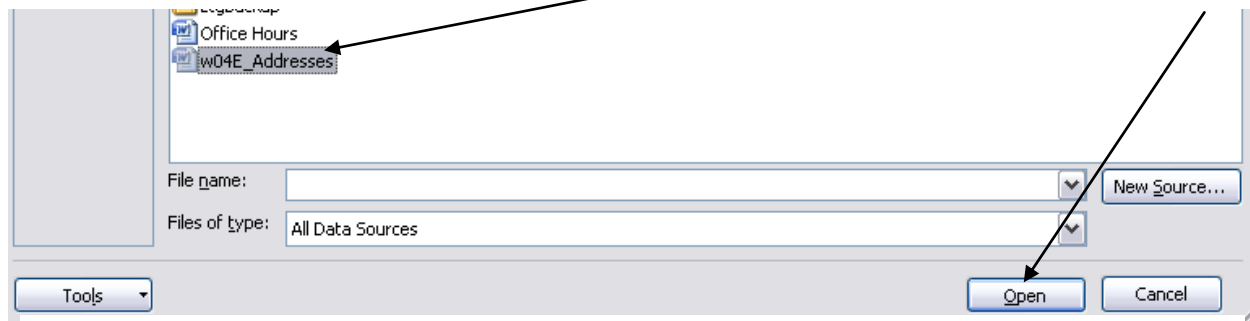 Office Hours
w04E_Addresses
File name:
New Source...
Files of type: All Data Sources
Tools
Open
Cancel